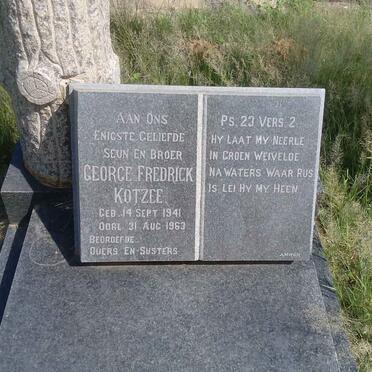 AAN ONS
ENIGSTE GELIEFDE
SEUN EN BROER
GEORGE FREDRICK
KOTZEE
GEB. 14 SEPT 1941
OORL 31 AUG 1963
BEDROEFDE
OUERS EN SUSTERS
PS. 23 VERS 2
HY LAAT MY NEERLE
IN GROEN WEIVELDE
NA WATERS WAAR RUS
IS LEI HY MY HEEN